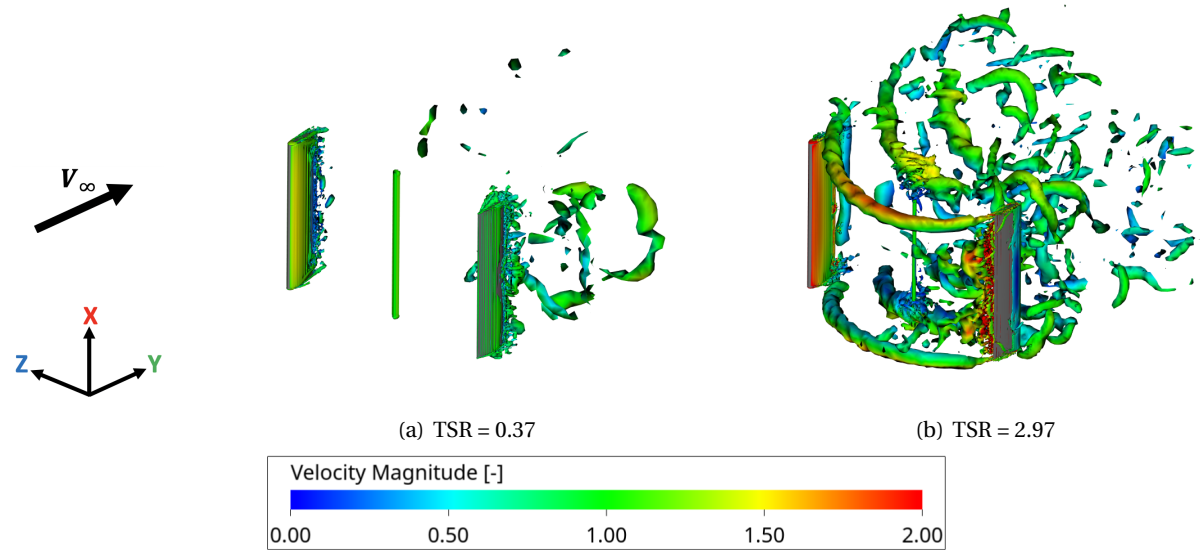 V∞
X
Z Y
(a) TSR = 0.37
(b) TSR = 2.97
Velocity Magnitude [-]
0.00 0.50 1.00 1.50 2.00